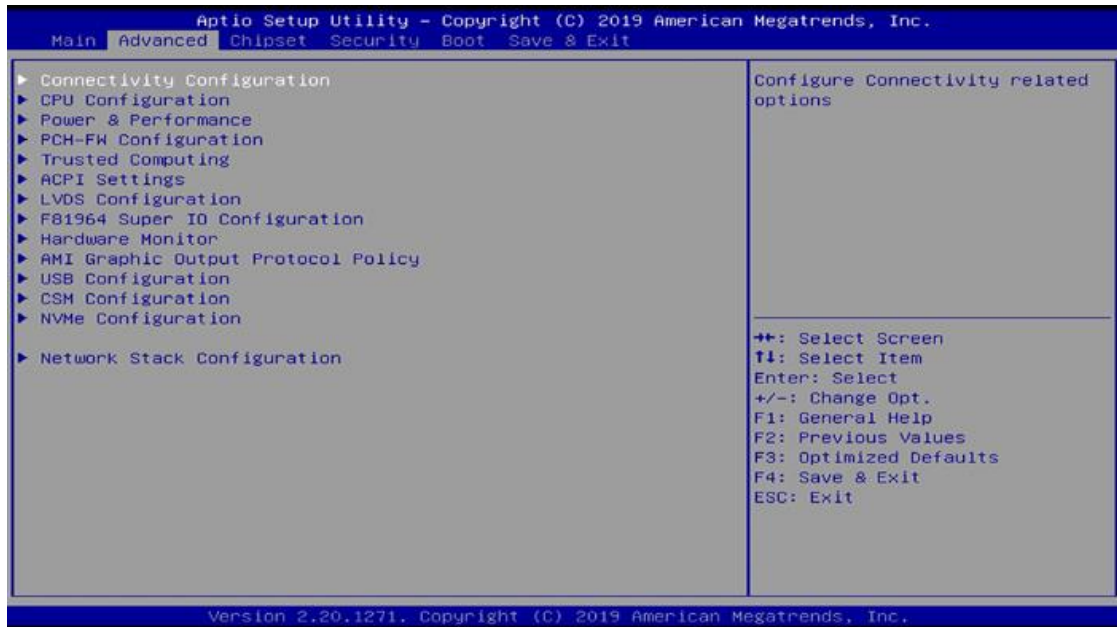 Aptio Setup Utility – Copyright (C) 2019 American Megatrends, Inc.
Main Advanced Chipset Security Boot Save & Exit
▶ Connectivity Configuration
▶ CPU Configuration
▶ Power & Performance
▶ PCH-FW Configuration
▶ Trusted Computing
▶ ACPI Settings
▶ LVDS Configuration
▶ F81964 Super IO Configuration
▶ Hardware Monitor
▶ AMI Graphic Output Protocol Policy
▶ USB Configuration
▶ CSM Configuration
▶ NVMe Configuration
▶ Network Stack Configuration
Configure Connectivity related
options
→←: Select Screen
↑↓: Select Item
Enter: Select
+/-: Change Opt.
F1: General Help
F2: Previous Values
F3: Optimized Defaults
F4: Save & Exit
ESC: Exit
Version 2.20.1271. Copyright (C) 2019 American Megatrends, Inc.